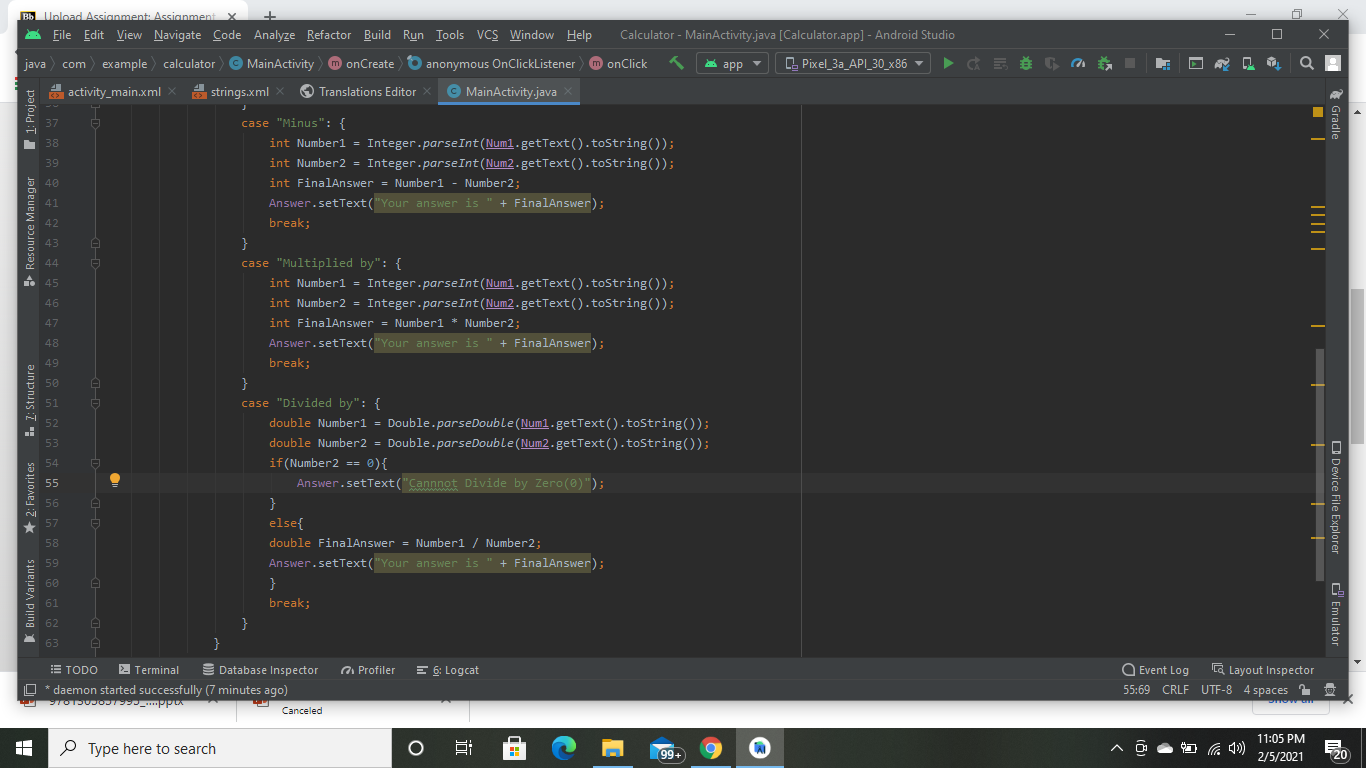 Upload Assignment: Assignment
File Edit View Navigate Code Analyze Refactor Build Run Tools VCS Window Help Calculator - MainActivity.java [Calculator.app] - Android Studio
java com example calculator MainActivity onCreate anonymous OnClickListener onClick app Pixel_3a_API_30_x86
activity_main.xml strings.xml Translations Editor MainActivity.java
1: Project
Resource Manager
7: Structure
2: Favorites
Build Variants
37 case "Minus": {
38 int Number1 = Integer.parseInt(Num1.getText().toString());
39 int Number2 = Integer.parseInt(Num2.getText().toString());
40 int FinalAnswer = Number1 - Number2;
41 Answer.setText("Your answer is " + FinalAnswer);
42 break;
43 }
44 case "Multiplied by": {
45 int Number1 = Integer.parseInt(Num1.getText().toString());
46 int Number2 = Integer.parseInt(Num2.getText().toString());
47 int FinalAnswer = Number1 * Number2;
48 Answer.setText("Your answer is " + FinalAnswer);
49 break;
50 }
51 case "Divided by": {
52 double Number1 = Double.parseDouble(Num1.getText().toString());
53 double Number2 = Double.parseDouble(Num2.getText().toString());
54 if(Number2 == 0){
55 Answer.setText("Cannnot Divide by Zero(0)");
56 }
57 else{
58 double FinalAnswer = Number1 / Number2;
59 Answer.setText("Your answer is " + FinalAnswer);
60 }
61 break;
62 }
63 }
Gradle
Device File Explorer
Emulator
TODO Terminal Database Inspector Profiler 6: Logcat Event Log Layout Inspector
* daemon started successfully (7 minutes ago) 55:69 CRLF UTF-8 4 spaces
Canceled
Show all
Type here to search
99+
11:05 PM
2/5/2021
20